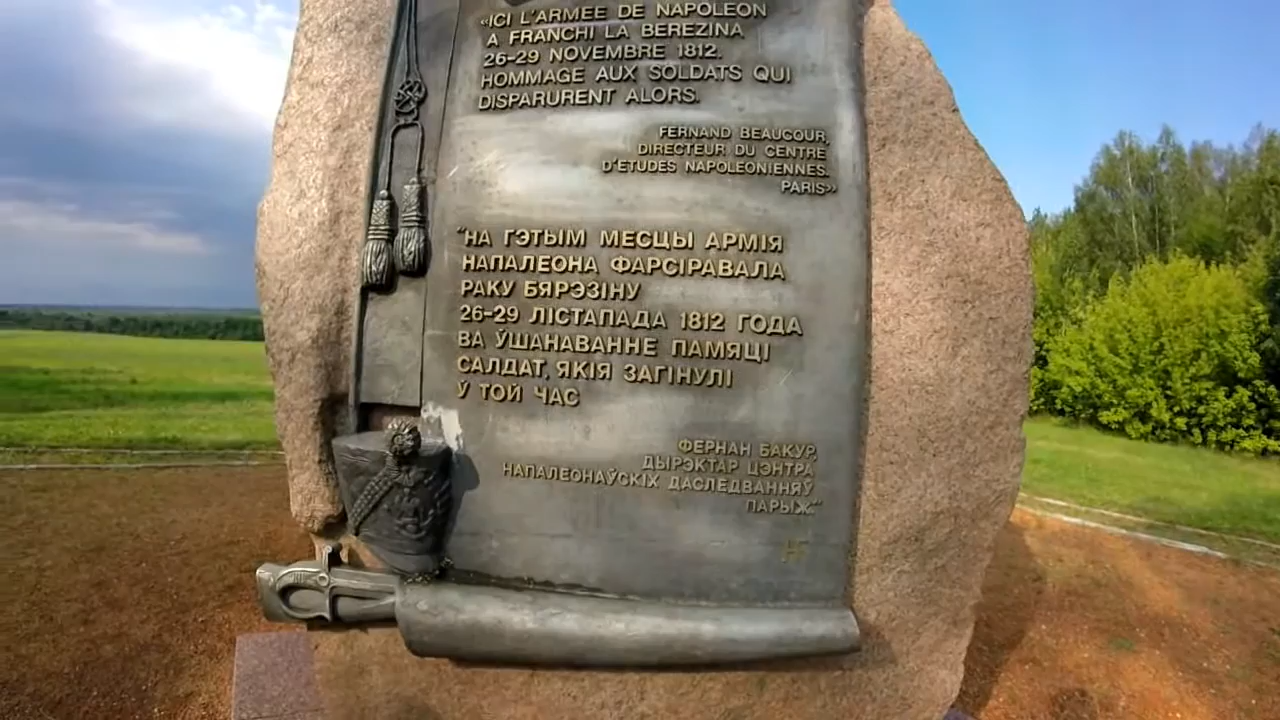 «ICI L'ARMEE DE NAPOLEON
A FRANCHI LA BEREZINA
26-29 NOVEMBRE 1812.
HOMMAGE AUX SOLDATS QUI
DISPARURENT ALORS.
FERNAND BEAUCOUR,
DIRECTEUR DU CENTRE
D'ETUDES NAPOLEONIENNES.
PARIS»
"НА ГЭТЫМ МЕСЦЫ АРМІЯ
НАПАЛЕОНА ФАРСІРАВАЛА
РАКУ БЯРЭЗІНУ
26-29 ЛІСТАПАДА 1812 ГОДА
ВА ЎШАНАВАННЕ ПАМЯЦІ
САЛДАТ, ЯКІЯ ЗАГІНУЛІ
Ў ТОЙ ЧАС
ФЕРНАН БАКУР,
ДЫРЭКТАР ЦЭНТРА
НАПАЛЕОНАЎСКІХ ДАСЛЕДВАННЯЎ
ПАРЫЖ."